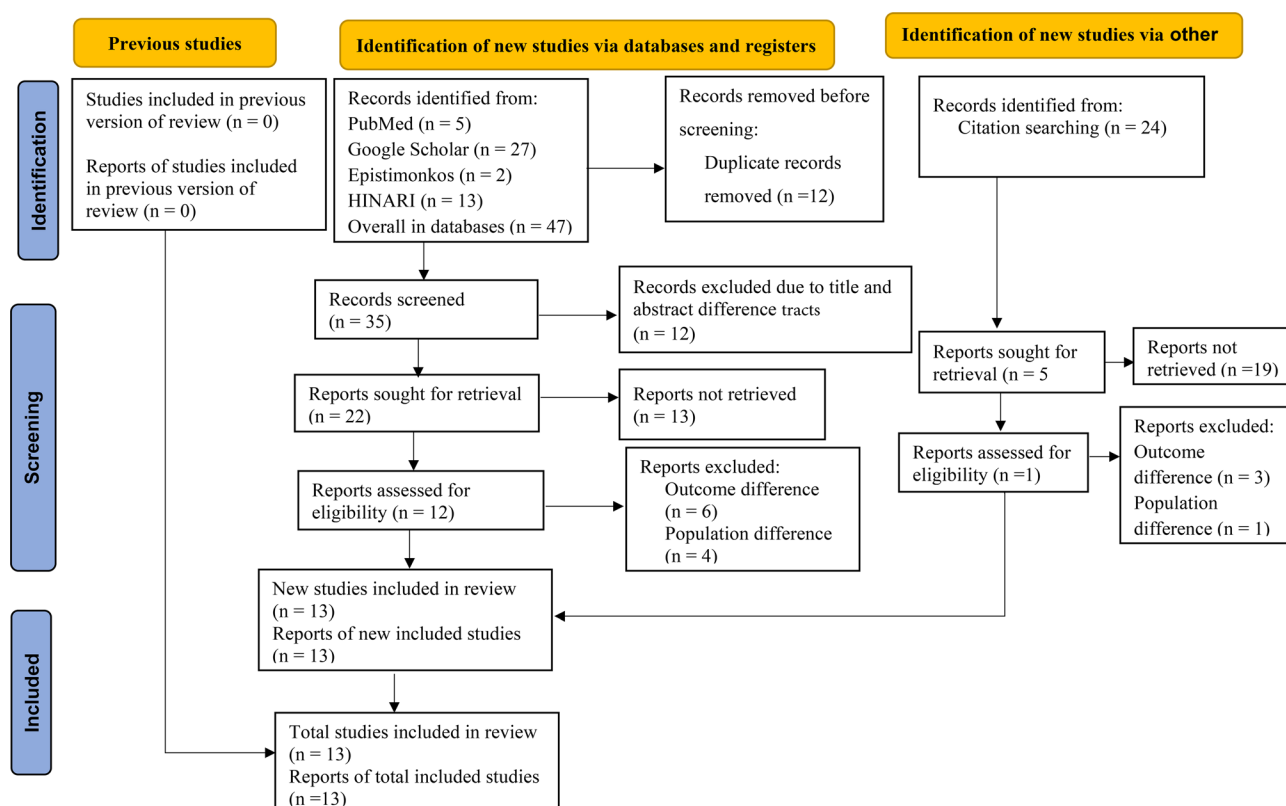 Previous studies
Identification of new studies via databases and registers
Identification of new studies via other
Identification
Studies included in previous
version of review (n = 0)
Reports of studies included
in previous version of
review (n = 0)
Records identified from:
PubMed (n = 5)
Google Scholar (n = 27)
Epistimonkos (n = 2)
HINARI (n = 13)
Overall in databases (n = 47)
Records removed before
screening:
Duplicate records
removed (n =12)
Records identified from:
Citation searching (n = 24)
Screening
Records screened
(n = 35)
Records excluded due to title and
abstract difference tracts
(n = 12)
Reports sought for retrieval
(n = 22)
Reports not retrieved
(n = 13)
Reports sought for
retrieval (n = 5
Reports not
retrieved (n =19)
Reports assessed for
eligibility (n = 12)
Reports excluded:
Outcome difference
(n = 6)
Population difference
(n = 4)
Reports assessed for
eligibility (n =1)
Reports excluded:
Outcome
difference (n = 3)
Population
difference (n = 1)
Included
New studies included in review
(n = 13)
Reports of new included studies
(n = 13)
Total studies included in review
(n = 13)
Reports of total included studies
(n =13)